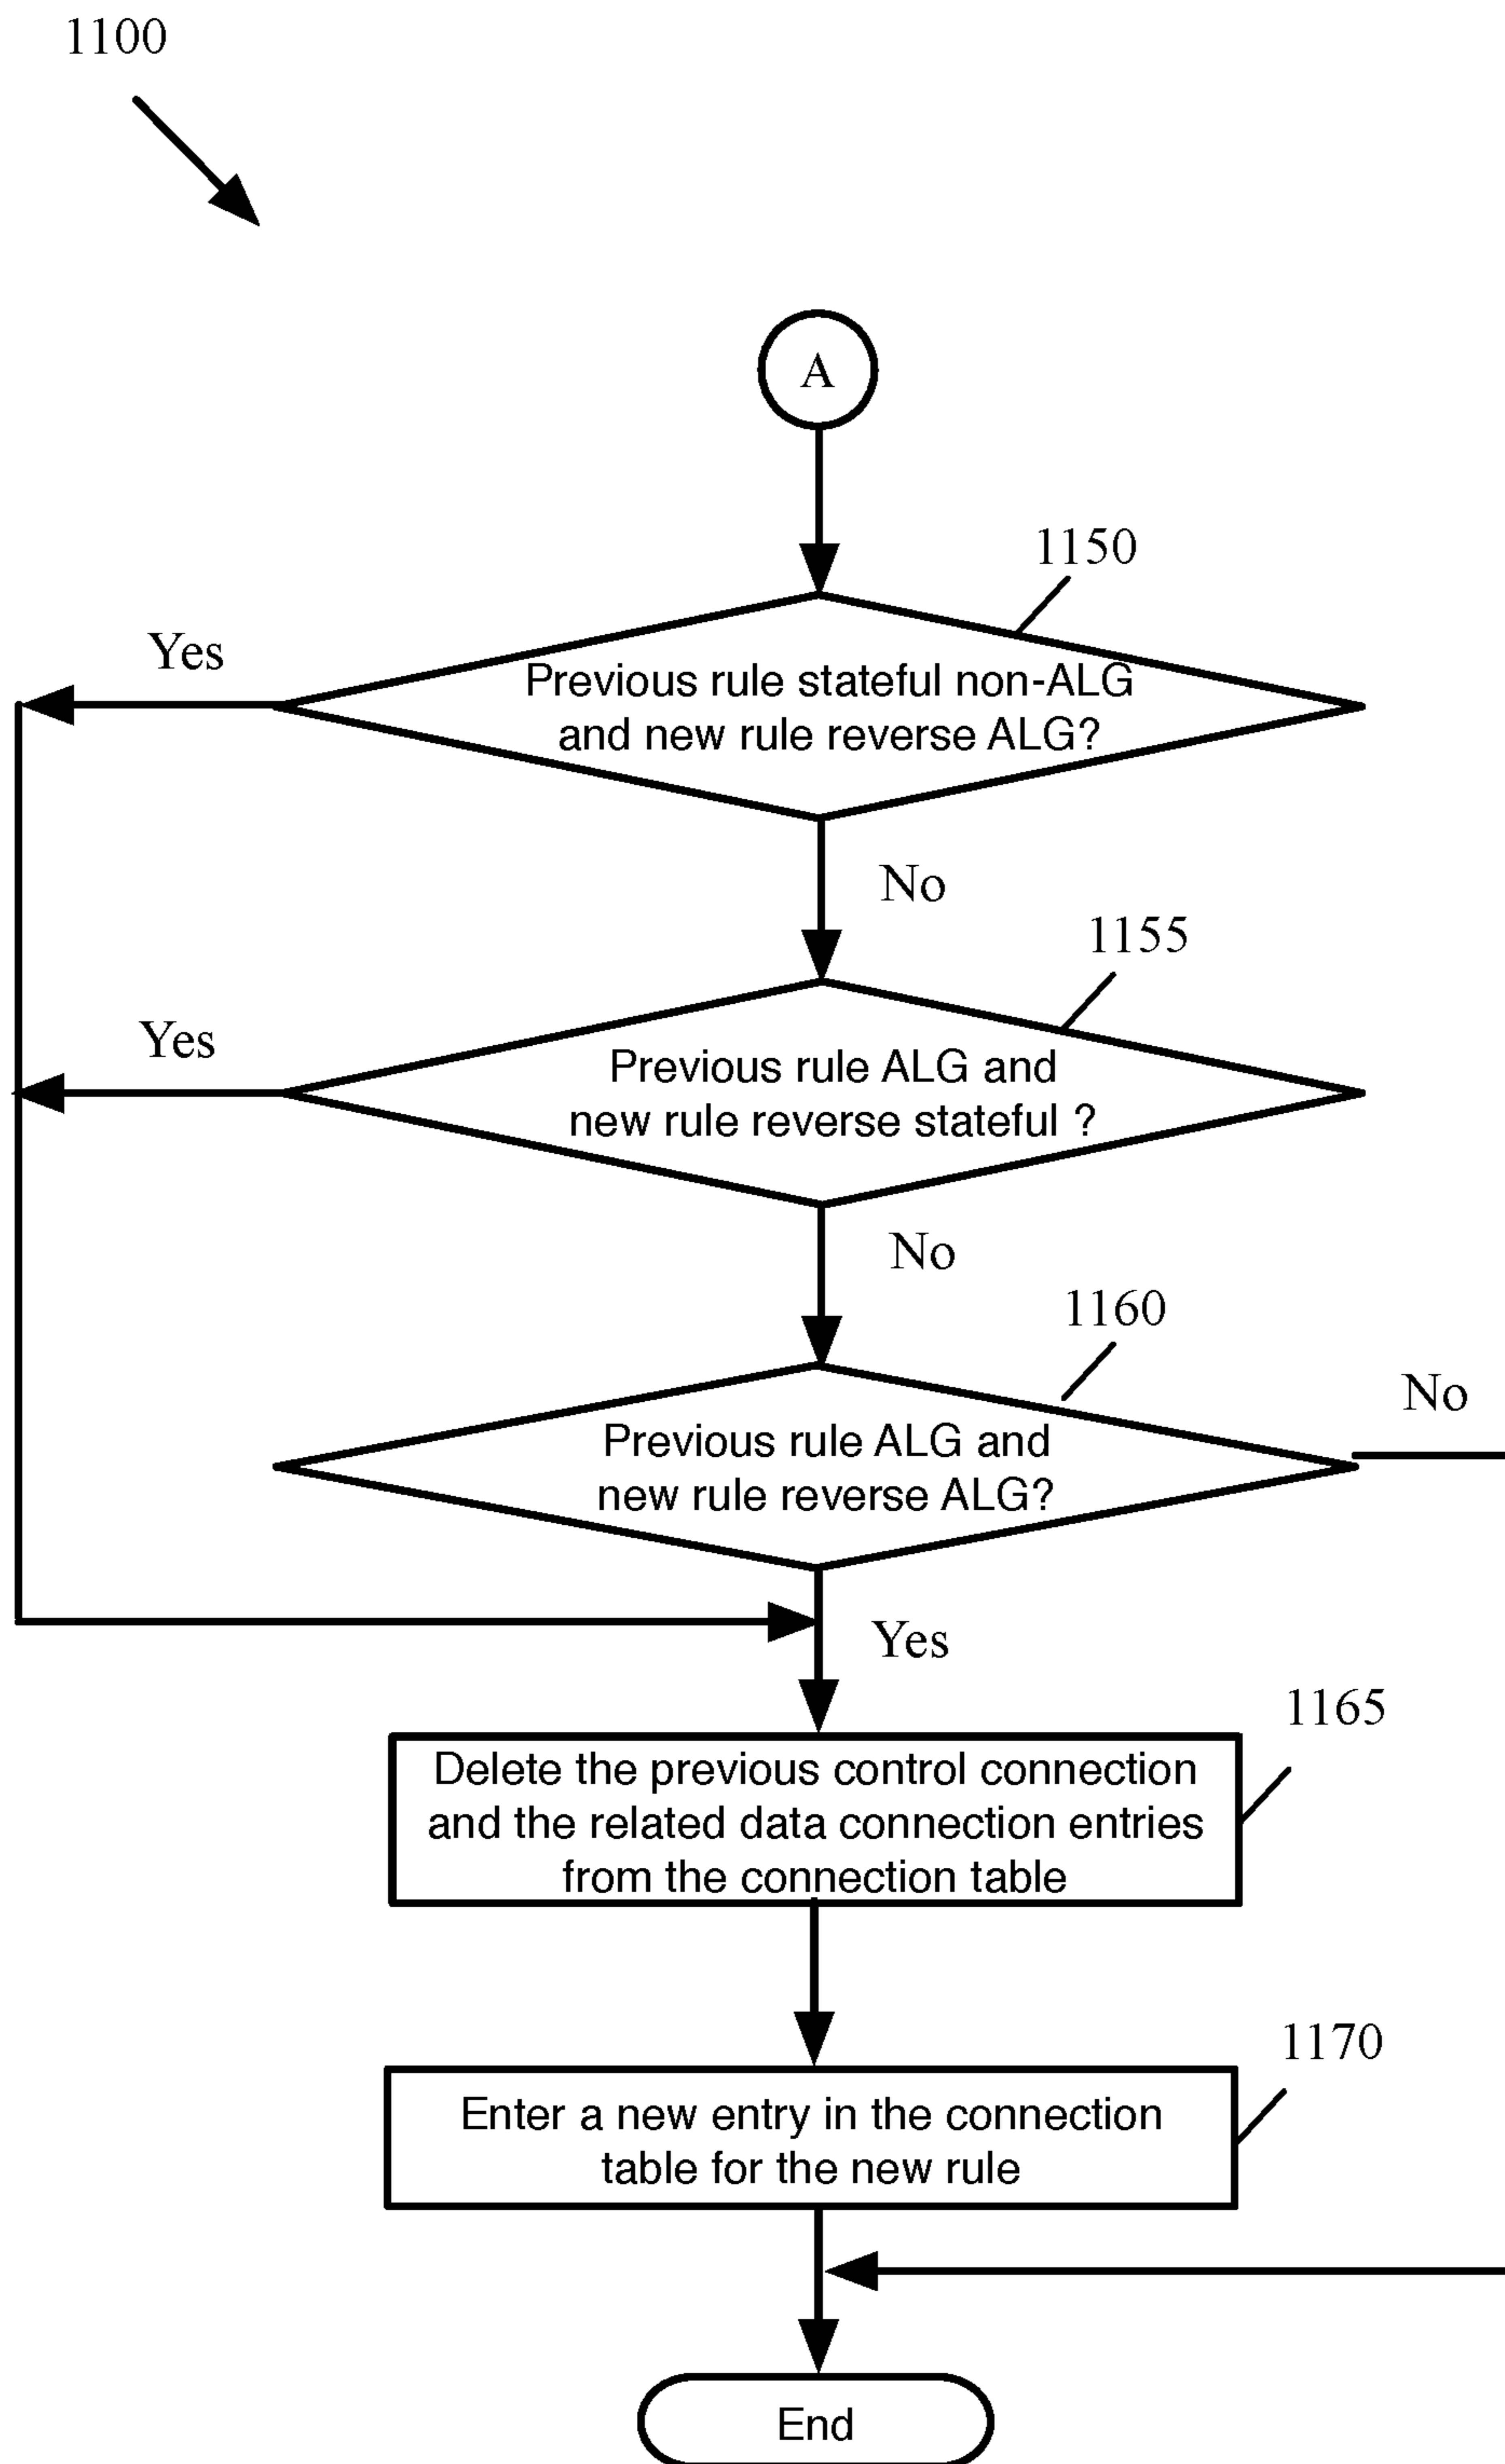 1100
A
1150
Yes
Previous rule stateful non-ALG
and new rule reverse ALG?
No
1155
Yes
Previous rule ALG and
new rule reverse stateful ?
No
1160
No
Previous rule ALG and
new rule reverse ALG?
Yes
1165
Delete the previous control connection
and the related data connection entries
from the connection table
1170
Enter a new entry in the connection
table for the new rule
End